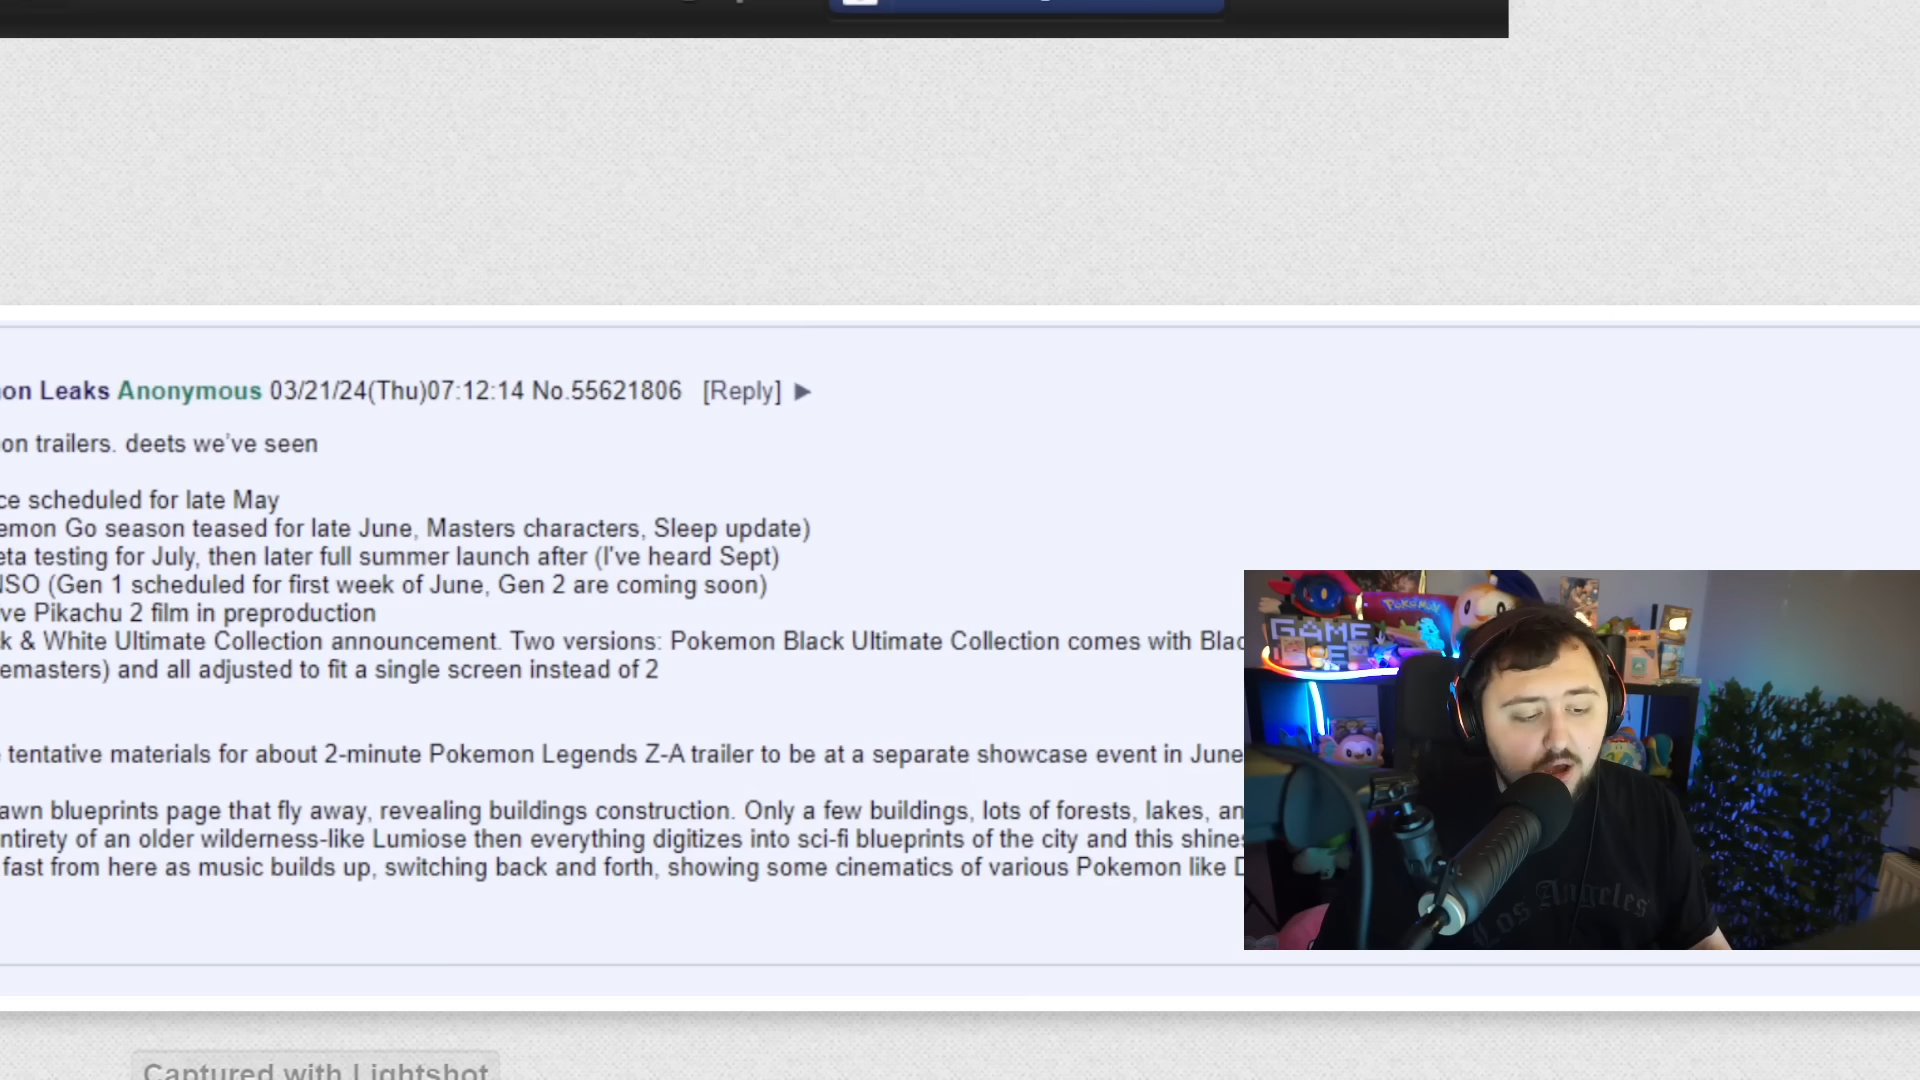 on Leaks Anonymous 03/21/24(Thu)07:12:14 No.55621806 [Reply] ▶
on trailers. deets we've seen
ce scheduled for late May
emon Go season teased for late June, Masters characters, Sleep update)
eta testing for July, then later full summer launch after (I've heard Sept)
NSO (Gen 1 scheduled for first week of June, Gen 2 are coming soon)
ve Pikachu 2 film in preproduction
k & White Ultimate Collection announcement. Two versions: Pokemon Black Ultimate Collection comes with Blac
emasters) and all adjusted to fit a single screen instead of 2
tentative materials for about 2-minute Pokemon Legends Z-A trailer to be at a separate showcase event in June
awn blueprints page that fly away, revealing buildings construction. Only a few buildings, lots of forests, lakes, an
ntirety of an older wilderness-like Lumiose then everything digitizes into sci-fi blueprints of the city and this shines
fast from here as music builds up, switching back and forth, showing some cinematics of various Pokemon like D
POKéMON
GAME
Los Angeles
Captured with Lightshot